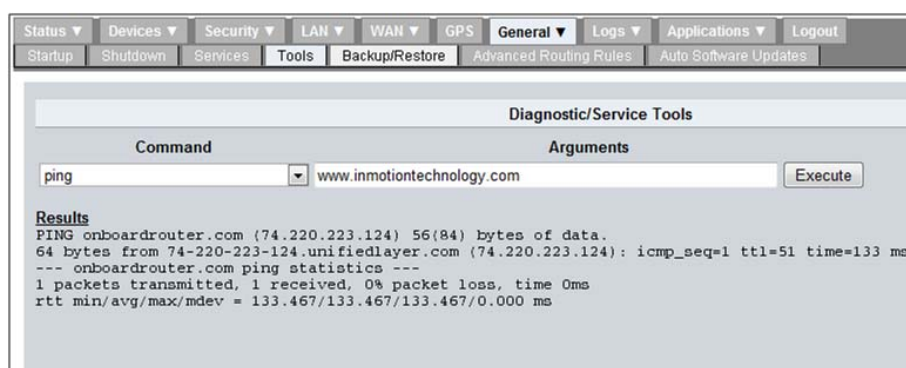 Status ▼ Devices ▼ Security ▼ LAN ▼ WAN ▼ GPS General ▼ Logs ▼ Applications ▼ Logout
Startup Shutdown Services Tools Backup/Restore Advanced Routing Rules Auto Software Updates
Diagnostic/Service Tools
Command Arguments
ping www.inmotiontechnology.com Execute
Results
PING onboardrouter.com (74.220.223.124) 56(84) bytes of data.
64 bytes from 74-220-223-124.unifiedlayer.com (74.220.223.124): icmp_seq=1 ttl=51 time=133 ms
--- onboardrouter.com ping statistics ---
1 packets transmitted, 1 received, 0% packet loss, time 0ms
rtt min/avg/max/mdev = 133.467/133.467/133.467/0.000 ms